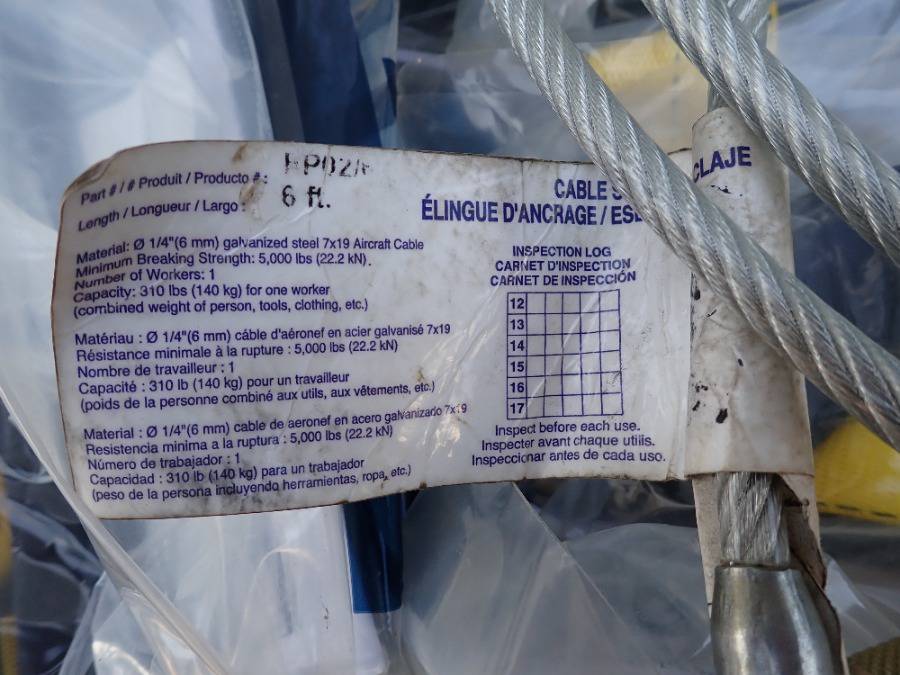 Part # / # Produit / Producto #:
Length / Longueur / Largo : 6 ft.
CABLE
CLAJE
ÉLINGUE D'ANCRAGE /
Material: Ø 1/4"(6 mm) galvanized steel 7x19 Aircraft Cable
Minimum Breaking Strength: 5,000 lbs (22.2 kN).
Number of Workers: 1
Capacity: 310 lbs (140 kg) for one worker
(combined weight of person, tools, clothing, etc.)
Matériau : Ø 1/4"(6 mm) câble d'aéronef en acier galvanisé 7x19
Résistance minimale à la rupture : 5,000 lbs (22.2 kN)
Nombre de travailleur : 1
Capacité : 310 lb (140 kg) pour un travailleur
(poids de la personne combiné aux outils, aux vêtements, etc.)
Material : Ø 1/4"(6 mm) cable de aeronef en acero galvanizado 7x19
Resistencia minima a la ruptura : 5,000 lbs (22.2 kN)
Número de trabajador : 1
Capacidad : 310 lb (140 kg) para un trabajador
(peso de la persona incluyendo herramientas, ropa, etc.)
INSPECTION LOG
CARNET D'INSPECTION
CARNET DE INSPECCIÓN
12
13
14
15
16
17
Inspect before each use.
Inspecter avant chaque utilis.
Inspeccionar antes de cada uso.